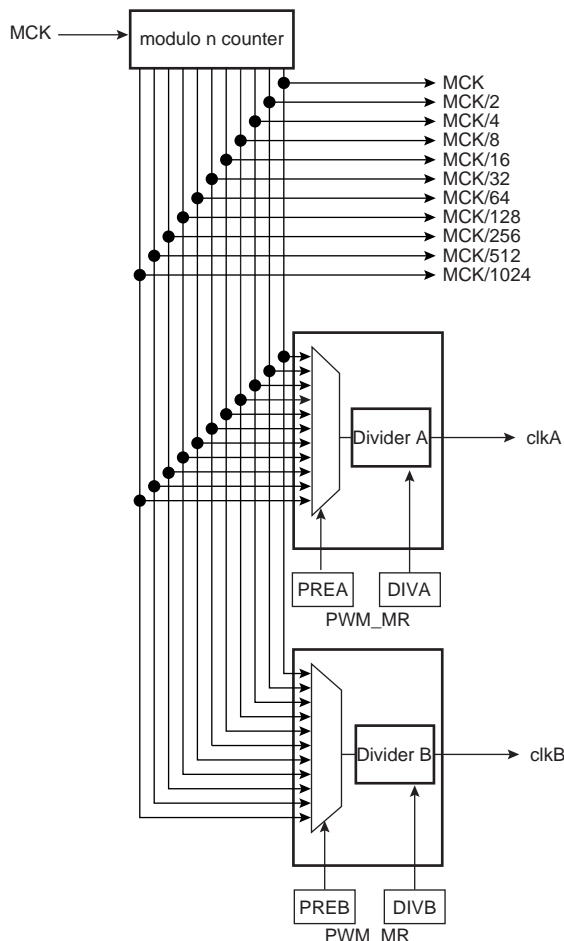 MCK
modulo n counter
MCK
MCK/2
MCK/4
MCK/8
MCK/16
MCK/32
MCK/64
MCK/128
MCK/256
MCK/512
MCK/1024
Divider A
clkA
PREA
DIVA
PWM_MR
Divider B
clkB
PREB
DIVB
PWM_MR